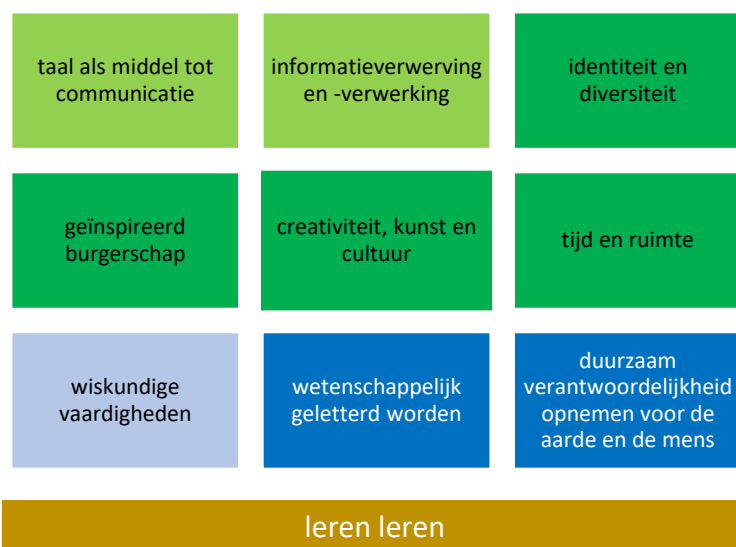 taal als middel tot
communicatie
informatieverwerving
en -verwerking
identiteit en
diversiteit
geïnspireerd
burgerschap
creativiteit, kunst en
cultuur
tijd en ruimte
wiskundige
vaardigheden
wetenschappelijk
geletterd worden
duurzaam
verantwoordelijkheid
opnemen voor de
aarde en de mens
leren leren